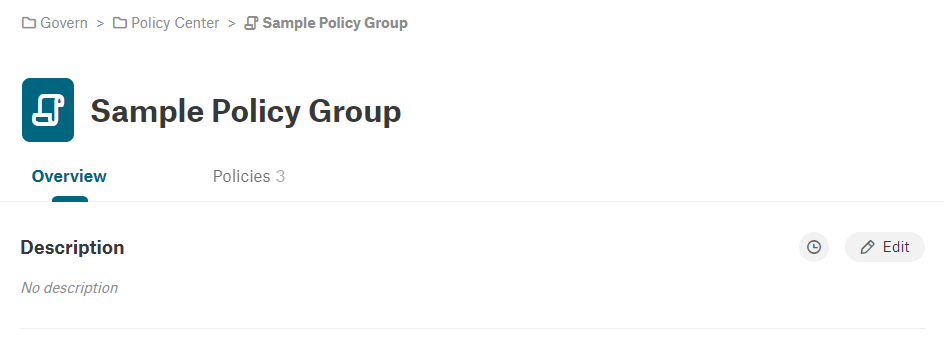 Govern > Policy Center > Sample Policy Group
Sample Policy Group
Overview Policies 3
Description Edit
No description